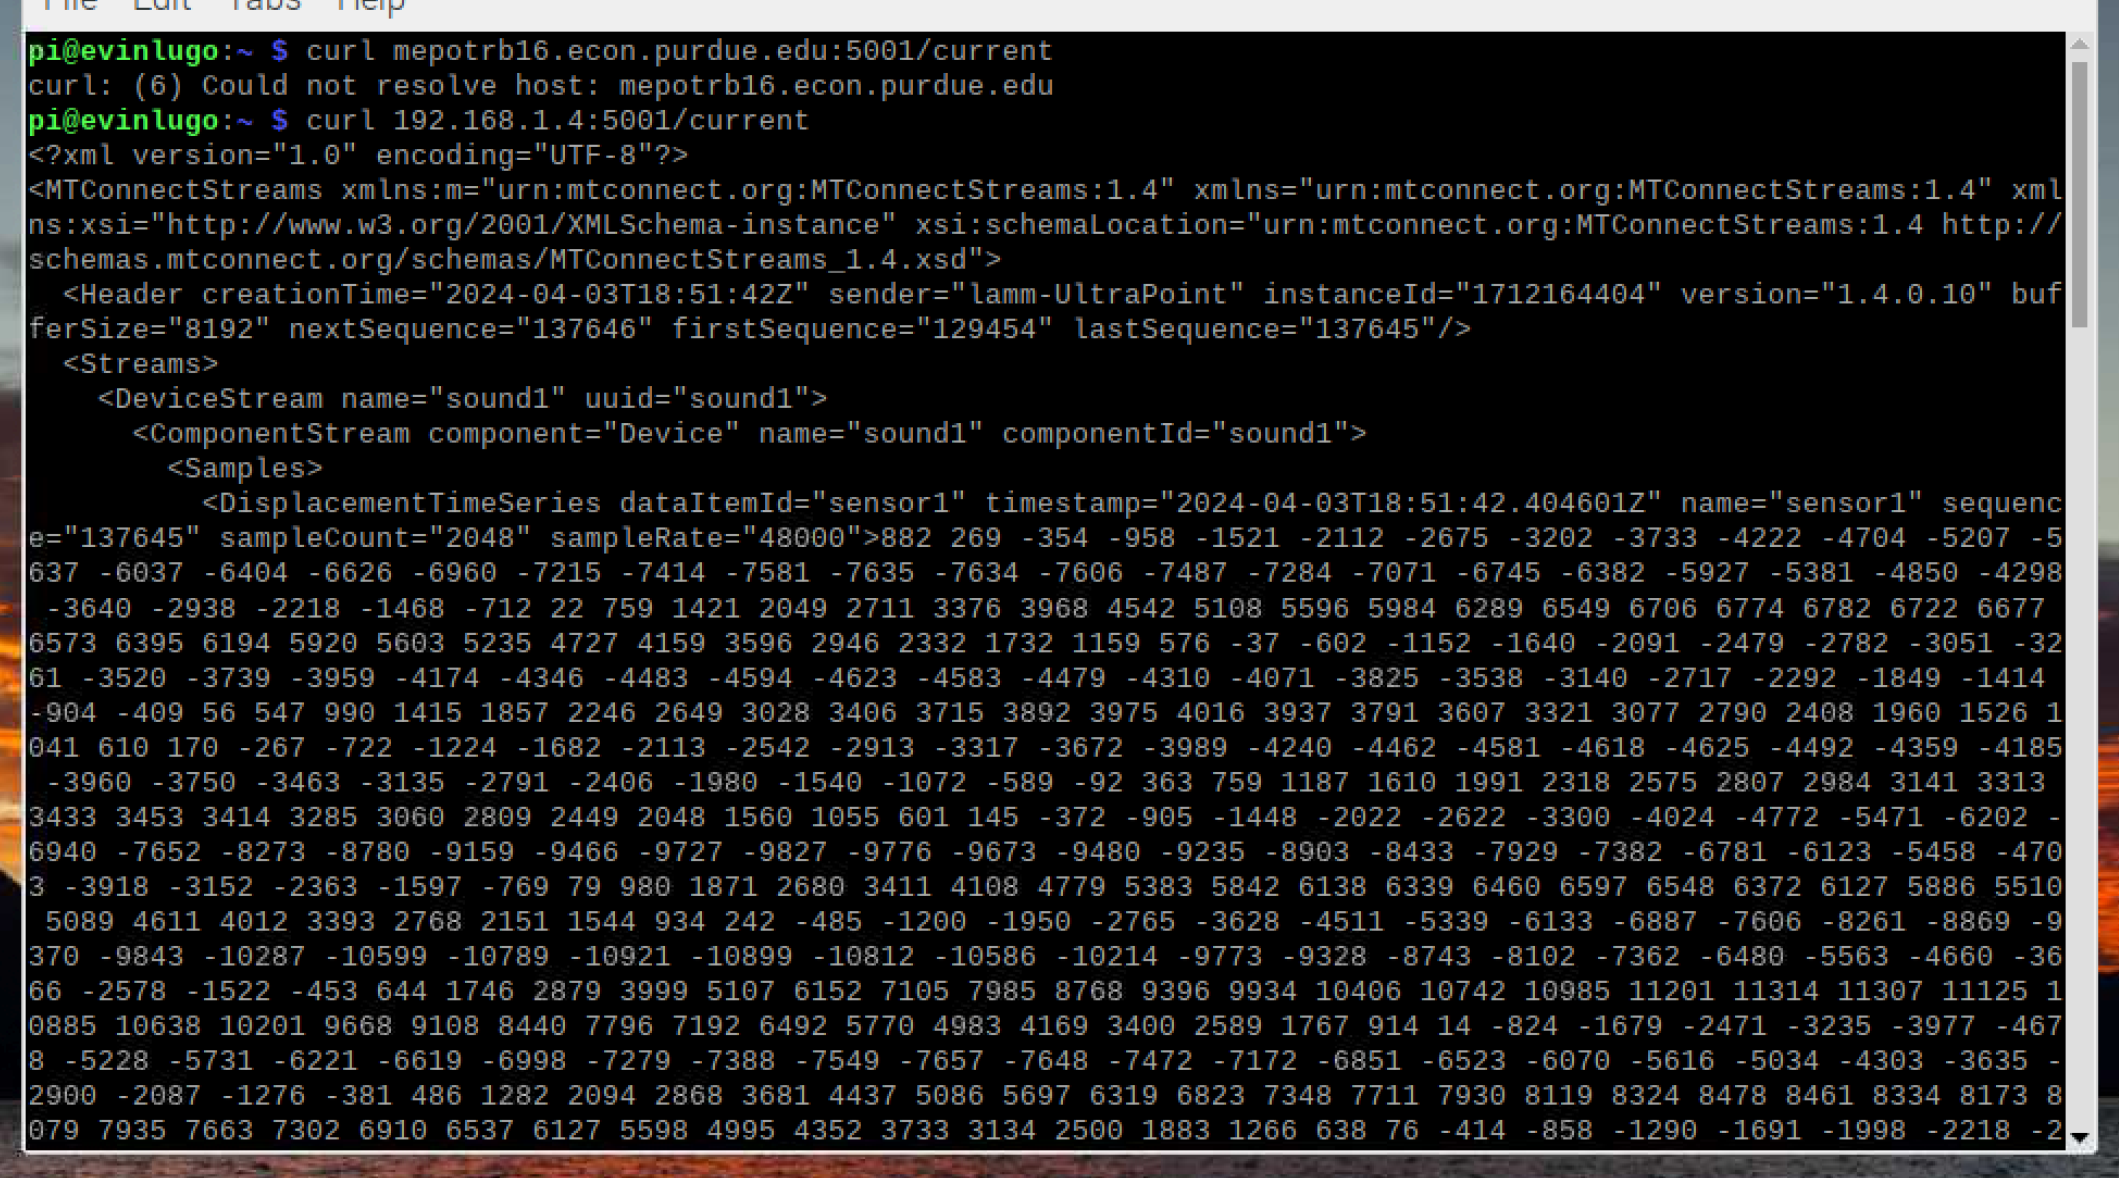 File Edit Tabs Help
pi@evinlugo:~ $ curl mepotrb16.econ.purdue.edu:5001/current
curl: (6) Could not resolve host: mepotrb16.econ.purdue.edu
pi@evinlugo:~ $ curl 192.168.1.4:5001/current
<?xml version="1.0" encoding="UTF-8"?>
<MTConnectStreams xmlns:m="urn:mtconnect.org:MTConnectStreams:1.4" xmlns="urn:mtconnect.org:MTConnectStreams:1.4" xml
ns:xsi="http://www.w3.org/2001/XMLSchema-instance" xsi:schemaLocation="urn:mtconnect.org:MTConnectStreams:1.4 http://
schemas.mtconnect.org/schemas/MTConnectStreams_1.4.xsd">
  <Header creationTime="2024-04-03T18:51:42Z" sender="lamm-UltraPoint" instanceId="1712164404" version="1.4.0.10" buf
ferSize="8192" nextSequence="137646" firstSequence="129454" lastSequence="137645"/>
  <Streams>
    <DeviceStream name="sound1" uuid="sound1">
      <ComponentStream component="Device" name="sound1" componentId="sound1">
        <Samples>
          <DisplacementTimeSeries dataItemId="sensor1" timestamp="2024-04-03T18:51:42.404601Z" name="sensor1" sequenc
e="137645" sampleCount="2048" sampleRate="48000">882 269 -354 -958 -1521 -2112 -2675 -3202 -3733 -4222 -4704 -5207 -5
637 -6037 -6404 -6626 -6960 -7215 -7414 -7581 -7635 -7634 -7606 -7487 -7284 -7071 -6745 -6382 -5927 -5381 -4850 -4298
 -3640 -2938 -2218 -1468 -712 22 759 1421 2049 2711 3376 3968 4542 5108 5596 5984 6289 6549 6706 6774 6782 6722 6677
6573 6395 6194 5920 5603 5235 4727 4159 3596 2946 2332 1732 1159 576 -37 -602 -1152 -1640 -2091 -2479 -2782 -3051 -32
61 -3520 -3739 -3959 -4174 -4346 -4483 -4594 -4623 -4583 -4479 -4310 -4071 -3825 -3538 -3140 -2717 -2292 -1849 -1414
-904 -409 56 547 990 1415 1857 2246 2649 3028 3406 3715 3892 3975 4016 3937 3791 3607 3321 3077 2790 2408 1960 1526 1
041 610 170 -267 -722 -1224 -1682 -2113 -2542 -2913 -3317 -3672 -3989 -4240 -4462 -4581 -4618 -4625 -4492 -4359 -4185
 -3960 -3750 -3463 -3135 -2791 -2406 -1980 -1540 -1072 -589 -92 363 759 1187 1610 1991 2318 2575 2807 2984 3141 3313
3433 3453 3414 3285 3060 2809 2449 2048 1560 1055 601 145 -372 -905 -1448 -2022 -2622 -3300 -4024 -4772 -5471 -6202 -
6940 -7652 -8273 -8780 -9159 -9466 -9727 -9827 -9776 -9673 -9480 -9235 -8903 -8433 -7929 -7382 -6781 -6123 -5458 -470
3 -3918 -3152 -2363 -1597 -769 79 980 1871 2680 3411 4108 4779 5383 5842 6138 6339 6460 6597 6548 6372 6127 5886 5510
 5089 4611 4012 3393 2768 2151 1544 934 242 -485 -1200 -1950 -2765 -3628 -4511 -5339 -6133 -6887 -7606 -8261 -8869 -9
370 -9843 -10287 -10599 -10789 -10921 -10899 -10812 -10586 -10214 -9773 -9328 -8743 -8102 -7362 -6480 -5563 -4660 -36
66 -2578 -1522 -453 644 1746 2879 3999 5107 6152 7105 7985 8768 9396 9934 10406 10742 10985 11201 11314 11307 11125 1
0885 10638 10201 9668 9108 8440 7796 7192 6492 5770 4983 4169 3400 2589 1767 914 14 -824 -1679 -2471 -3235 -3977 -467
8 -5228 -5731 -6221 -6619 -6998 -7279 -7388 -7549 -7657 -7648 -7472 -7172 -6851 -6523 -6070 -5616 -5034 -4303 -3635 -
2900 -2087 -1276 -381 486 1282 2094 2868 3681 4437 5086 5697 6319 6823 7348 7711 7930 8119 8324 8478 8461 8334 8173 8
079 7935 7663 7302 6910 6537 6127 5598 4995 4352 3733 3134 2500 1883 1266 638 76 -414 -858 -1290 -1691 -1998 -2218 -2